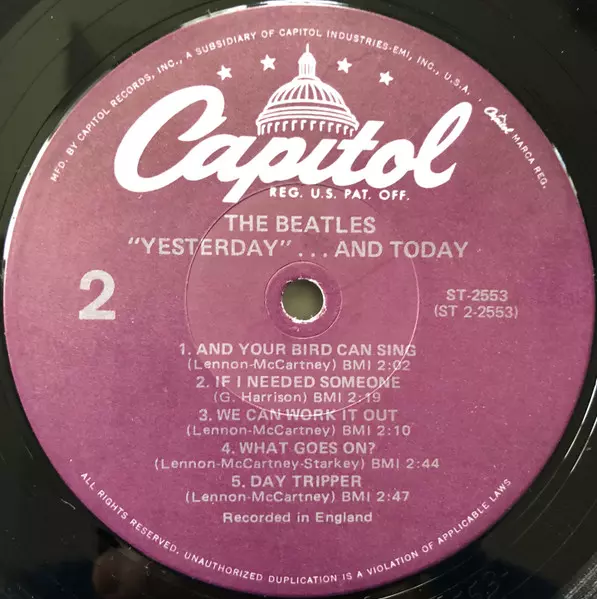 MFD. BY CAPITOL RECORDS, INC., A SUBSIDIARY OF CAPITOL INDUSTRIES-EMI, INC., U.S.A. · Capitol MARCA REG.
Capitol
REG. U.S. PAT. OFF.
THE BEATLES
"YESTERDAY" . . . AND TODAY
2
ST-2553
(ST 2-2553)
1. AND YOUR BIRD CAN SING
(Lennon-McCartney) BMI 2:02
2. IF I NEEDED SOMEONE
(G. Harrison) BMI 2:19
3. WE CAN WORK IT OUT
(Lennon-McCartney) BMI 2:10
4. WHAT GOES ON?
(Lennon-McCartney-Starkey) BMI 2:44
5. DAY TRIPPER
(Lennon-McCartney) BMI 2:47
Recorded in England
ALL RIGHTS RESERVED. UNAUTHORIZED DUPLICATION IS A VIOLATION OF APPLICABLE LAWS